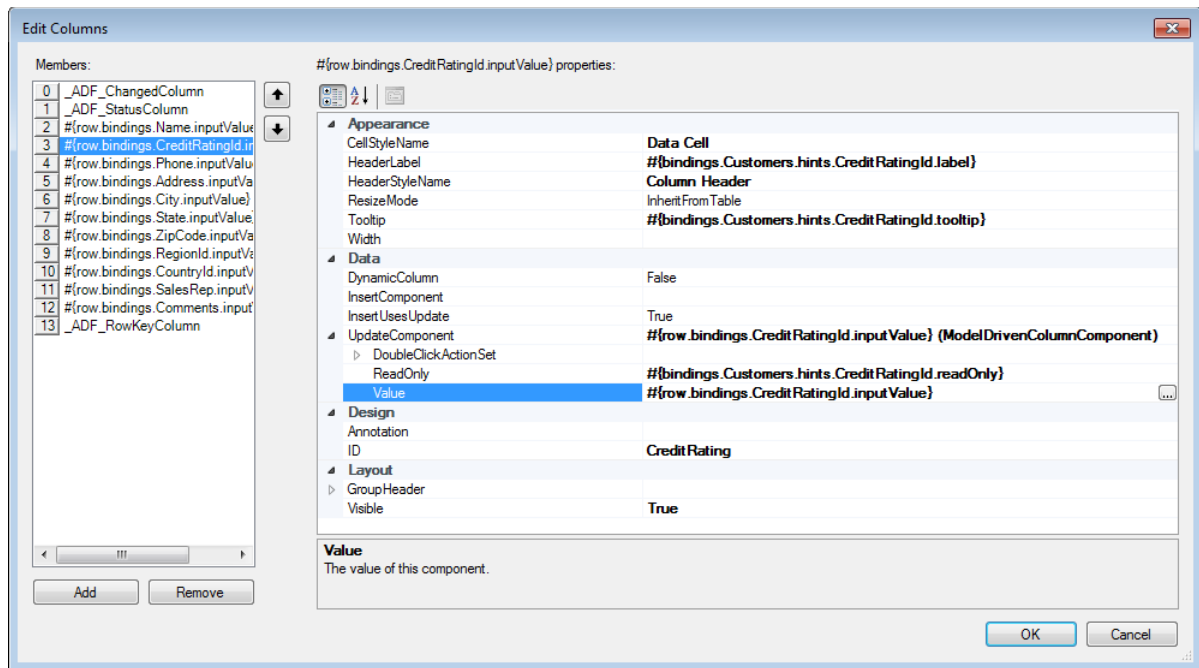 Edit Columns
Members:
0 _ADF_ChangedColumn
1 _ADF_StatusColumn
2 #{row.bindings.Name.inputValue
3 #{row.bindings.CreditRatingId.in
4 #{row.bindings.Phone.inputValu
5 #{row.bindings.Address.inputVa
6 #{row.bindings.City.inputValue}
7 #{row.bindings.State.inputValue
8 #{row.bindings.ZipCode.inputVa
9 #{row.bindings.RegionId.inputVa
10 #{row.bindings.CountryId.inputV
11 #{row.bindings.SalesRep.inputV
12 #{row.bindings.Comments.input
13 _ADF_RowKeyColumn
Add Remove
#{row.bindings.CreditRatingId.inputValue} properties:
Appearance
CellStyleName Data Cell
HeaderLabel #{bindings.Customers.hints.CreditRatingId.label}
HeaderStyleName Column Header
ResizeMode InheritFromTable
Tooltip #{bindings.Customers.hints.CreditRatingId.tooltip}
Width
Data
DynamicColumn False
InsertComponent
InsertUsesUpdate True
UpdateComponent #{row.bindings.CreditRatingId.inputValue} (ModelDrivenColumnComponent)
DoubleClickActionSet
ReadOnly #{bindings.Customers.hints.CreditRatingId.readOnly}
Value #{row.bindings.CreditRatingId.inputValue} ...
Design
Annotation
ID CreditRating
Layout
GroupHeader
Visible True
Value
The value of this component.
OK Cancel